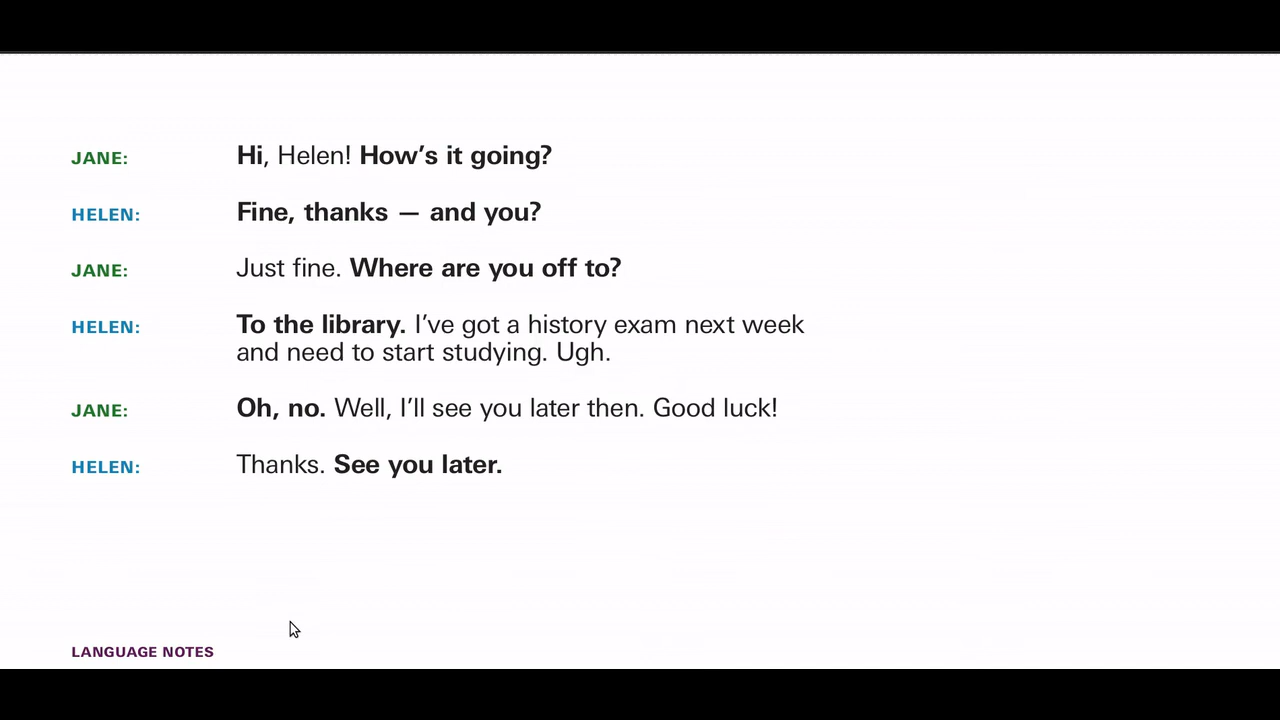 JANE: Hi, Helen! How’s it going?
HELEN: Fine, thanks — and you?
JANE: Just fine. Where are you off to?
HELEN: To the library. I’ve got a history exam next week
and need to start studying. Ugh.
JANE: Oh, no. Well, I’ll see you later then. Good luck!
HELEN: Thanks. See you later.
LANGUAGE NOTES